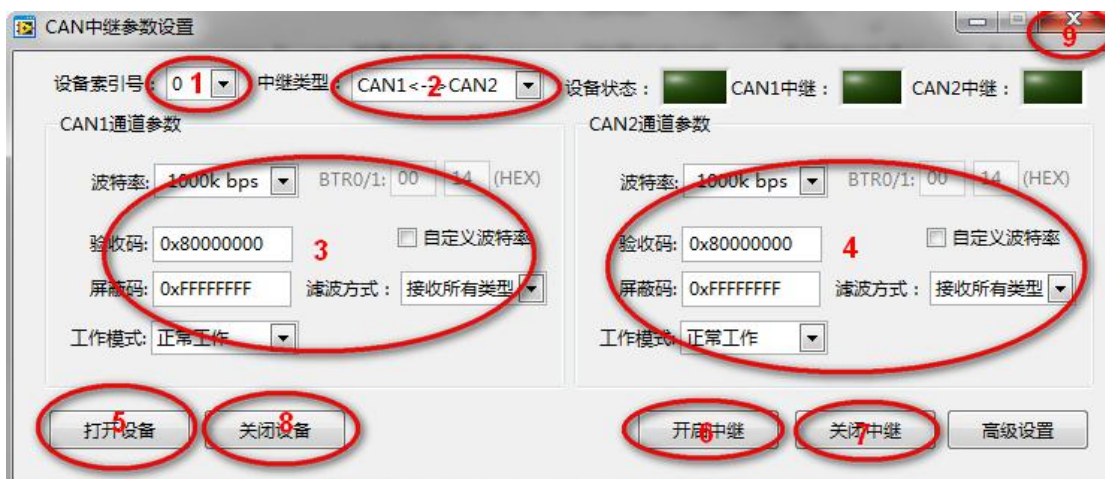 CAN中继参数设置
9
设备索引号： 0 1 中继类型： CAN1<-->CAN2 2 设备状态： CAN1中继： CAN2中继：
CAN1通道参数 CAN2通道参数
波特率: 1000k bps BTR0/1: 00 14 (HEX) 波特率: 1000k bps BTR0/1: 00 14 (HEX)
验收码: 0x80000000 3 自定义波特率 验收码: 0x80000000 4 自定义波特率
屏蔽码: 0xFFFFFFFF 滤波方式： 接收所有类型 屏蔽码: 0xFFFFFFFF 滤波方式： 接收所有类型
工作模式: 正常工作 工作模式: 正常工作
打开设备 5 关闭设备 8 开启中继 6 关闭中继 7 高级设置